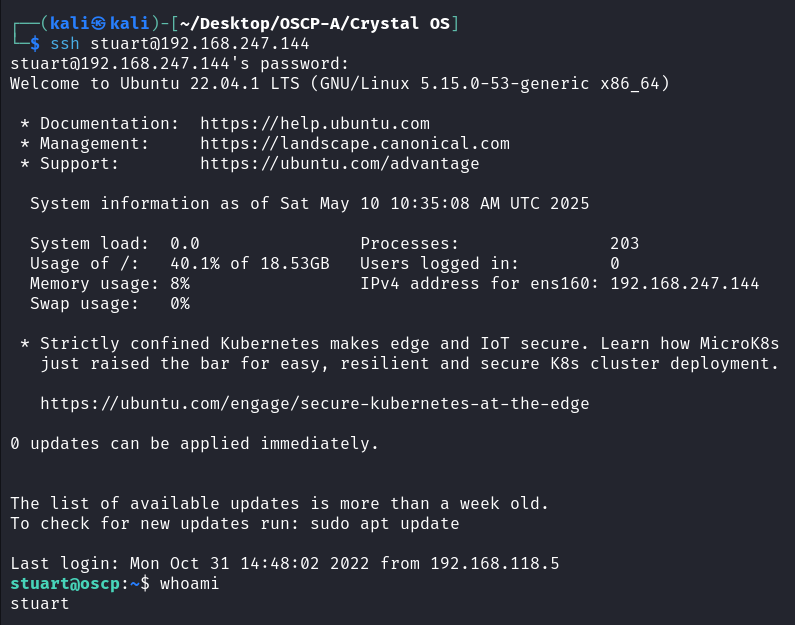 ┌──(kali㉿kali)-[~/Desktop/OSCP-A/Crystal OS]
└─$ ssh stuart@192.168.247.144
stuart@192.168.247.144's password:
Welcome to Ubuntu 22.04.1 LTS (GNU/Linux 5.15.0-53-generic x86_64)
* Documentation:  https://help.ubuntu.com
* Management:     https://landscape.canonical.com
* Support:        https://ubuntu.com/advantage
System information as of Sat May 10 10:35:08 AM UTC 2025
System load:  0.0                Processes:               203
Usage of /:   40.1% of 18.53GB   Users logged in:         0
Memory usage: 8%                 IPv4 address for ens160: 192.168.247.144
Swap usage:   0%
* Strictly confined Kubernetes makes edge and IoT secure. Learn how MicroK8s
just raised the bar for easy, resilient and secure K8s cluster deployment.
https://ubuntu.com/engage/secure-kubernetes-at-the-edge
0 updates can be applied immediately.
The list of available updates is more than a week old.
To check for new updates run: sudo apt update
Last login: Mon Oct 31 14:48:02 2022 from 192.168.118.5
stuart@oscp:~$ whoami
stuart